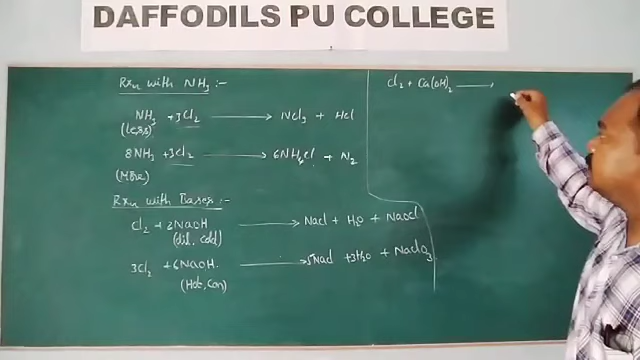 DAFFODILS PU COLLEGE
Rxn with NH3 :-
NH3 + 3Cl2 → NCl3 + HCl
(Less)
8NH3 + 3Cl2 → 6NH4Cl + N2
(More)
Rxn with Bases :-
Cl2 + 2NaOH → NaCl + H2O + NaOCl
(dil, Cold)
3Cl2 + 6NaOH → 5NaCl + 3H2O + NaClO3
(Hot, Con)
Cl2 + Ca(OH)2 →